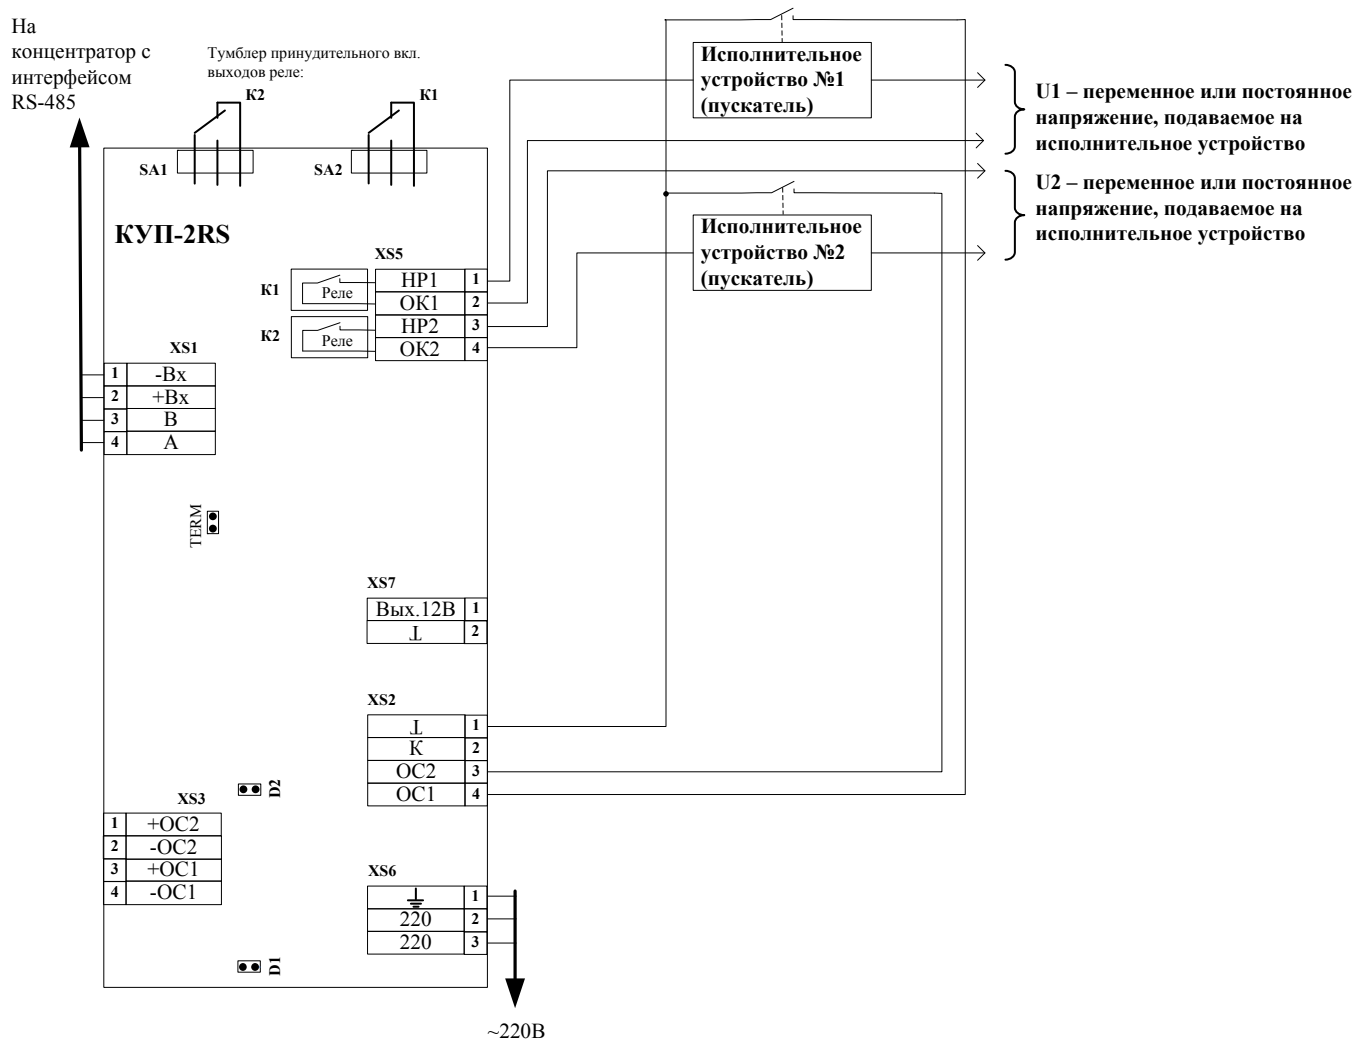 На
концентратор с
интерфейсом
RS-485
Тумблер принудительного вкл.
выходов реле:
K2
K1
SA1
SA2
КУП-2RS
Исполнительное
устройство №1
(пускатель)
U1 – переменное или постоянное
напряжение, подаваемое на
исполнительное устройство
U2 – переменное или постоянное
напряжение, подаваемое на
исполнительное устройство
Исполнительное
устройство №2
(пускатель)
XS5
K1
Реле
НР1 1
ОК1 2
K2
Реле
НР2 3
ОК2 4
XS1
1 -Вх
2 +Вх
3 В
4 А
TERM
XS7
Вых.12В 1
2
XS2
1
К 2
ОС2 3
ОС1 4
D2
XS3
1 +ОС2
2 -ОС2
3 +ОС1
4 -ОС1
XS6
1
220 2
220 3
D1
~220В